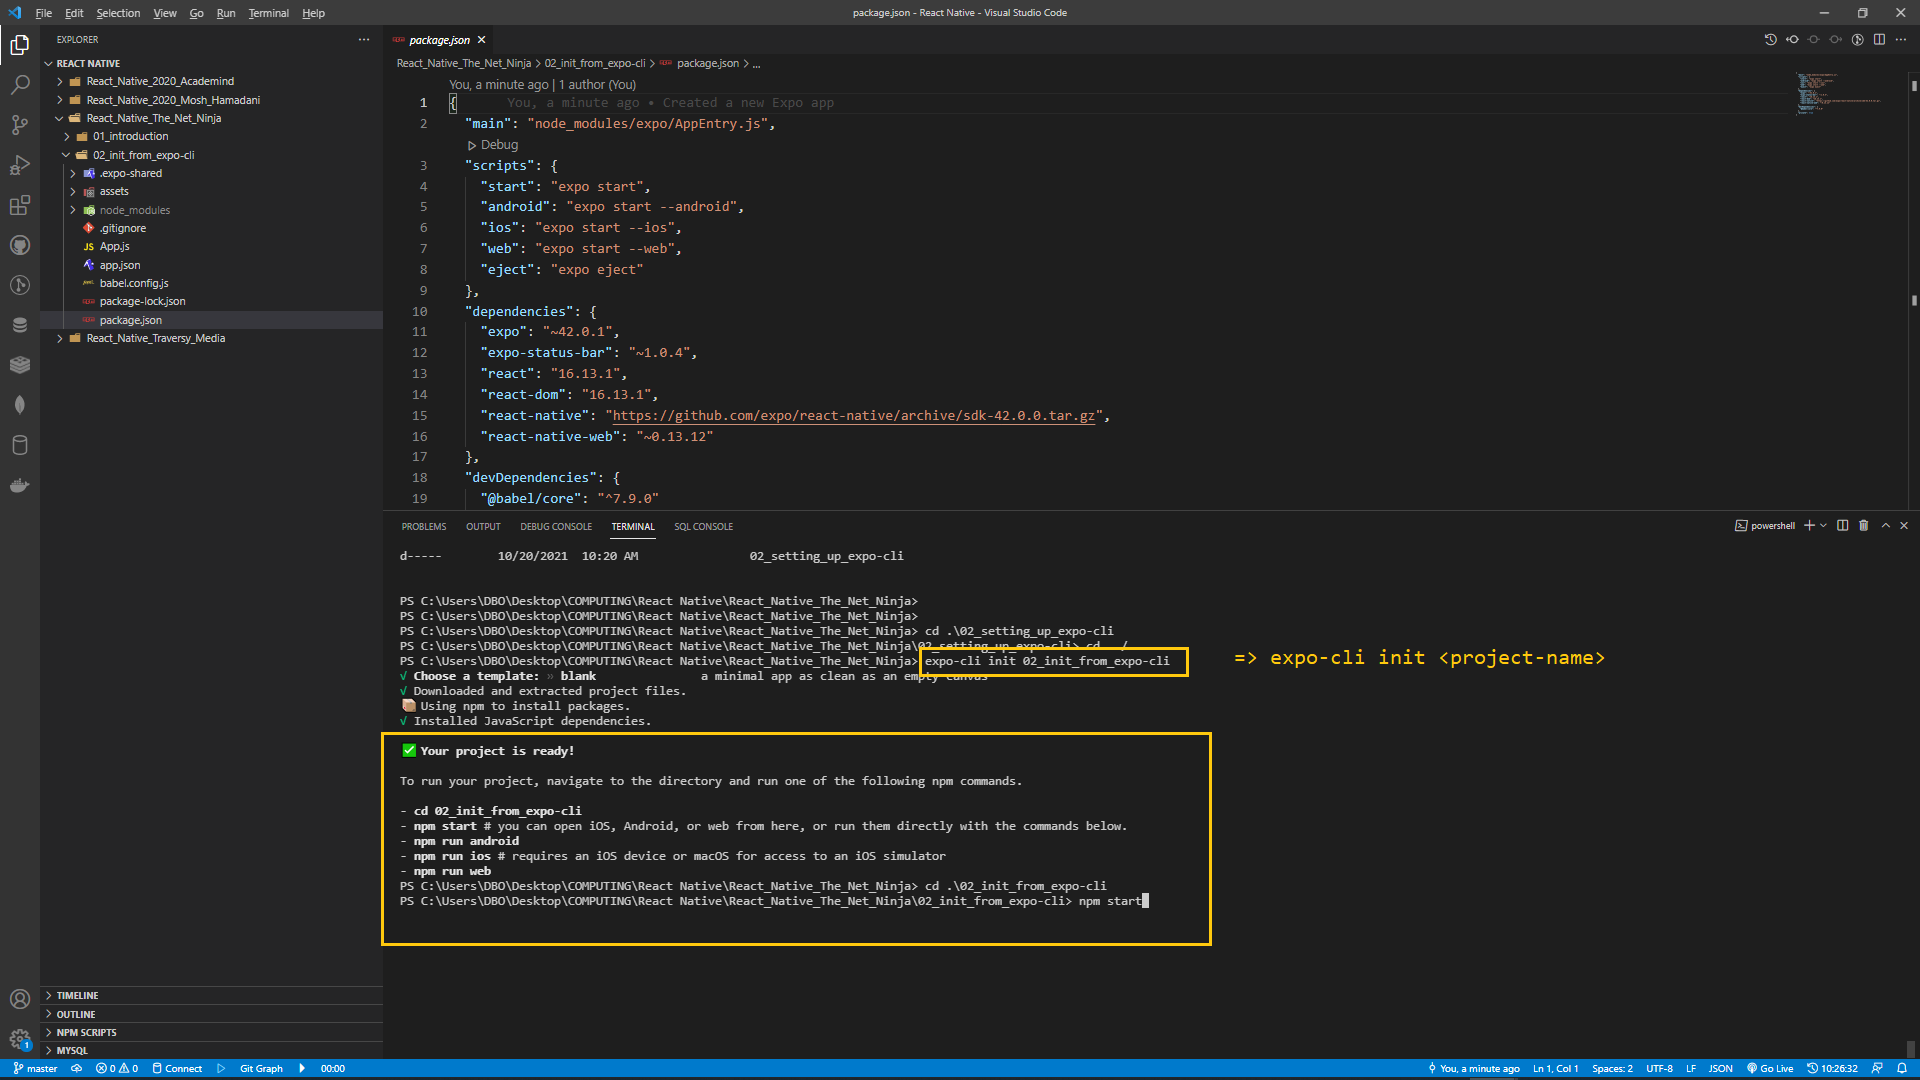 File Edit Selection View Go Run Terminal Help
package.json - React Native - Visual Studio Code
EXPLORER
REACT NATIVE
React_Native_2020_Academind
React_Native_2020_Mosh_Hamadani
React_Native_The_Net_Ninja
01_introduction
02_init_from_expo-cli
.expo-shared
assets
node_modules
.gitignore
JS App.js
app.json
babel.config.js
package-lock.json
package.json
React_Native_Traversy_Media
TIMELINE
OUTLINE
NPM SCRIPTS
MYSQL
package.json
React_Native_The_Net_Ninja > 02_init_from_expo-cli > package.json > ...
You, a minute ago | 1 author (You)
1 { You, a minute ago • Created a new Expo app
2 "main": "node_modules/expo/AppEntry.js",
Debug
3 "scripts": {
4 "start": "expo start",
5 "android": "expo start --android",
6 "ios": "expo start --ios",
7 "web": "expo start --web",
8 "eject": "expo eject"
9 },
10 "dependencies": {
11 "expo": "~42.0.1",
12 "expo-status-bar": "~1.0.4",
13 "react": "16.13.1",
14 "react-dom": "16.13.1",
15 "react-native": "https://github.com/expo/react-native/archive/sdk-42.0.0.tar.gz",
16 "react-native-web": "~0.13.12"
17 },
18 "devDependencies": {
19 "@babel/core": "^7.9.0"
PROBLEMS OUTPUT DEBUG CONSOLE TERMINAL SQL CONSOLE
powershell
d----- 10/20/2021 10:20 AM 02_setting_up_expo-cli
PS C:\Users\DBO\Desktop\COMPUTING\React Native\React_Native_The_Net_Ninja>
PS C:\Users\DBO\Desktop\COMPUTING\React Native\React_Native_The_Net_Ninja>
PS C:\Users\DBO\Desktop\COMPUTING\React Native\React_Native_The_Net_Ninja> cd .\02_setting_up_expo-cli
PS C:\Users\DBO\Desktop\COMPUTING\React Native\React_Native_The_Net_Ninja\02_setting_up_expo-cli> cd
PS C:\Users\DBO\Desktop\COMPUTING\React Native\React_Native_The_Net_Ninja> expo-cli init 02_init_from_expo-cli
=> expo-cli init <project-name>
√ Choose a template: » blank a minimal app as clean as an empty canvas
√ Downloaded and extracted project files.
📦 Using npm to install packages.
√ Installed JavaScript dependencies.
✅ Your project is ready!
To run your project, navigate to the directory and run one of the following npm commands.
- cd 02_init_from_expo-cli
- npm start # you can open iOS, Android, or web from here, or run them directly with the commands below.
- npm run android
- npm run ios # requires an iOS device or macOS for access to an iOS simulator
- npm run web
PS C:\Users\DBO\Desktop\COMPUTING\React Native\React_Native_The_Net_Ninja> cd .\02_init_from_expo-cli
PS C:\Users\DBO\Desktop\COMPUTING\React Native\React_Native_The_Net_Ninja\02_init_from_expo-cli> npm start
1
master 0 0 Connect Git Graph 00:00
You, a minute ago Ln 1, Col 1 Spaces: 2 UTF-8 LF JSON Go Live 10:26:32